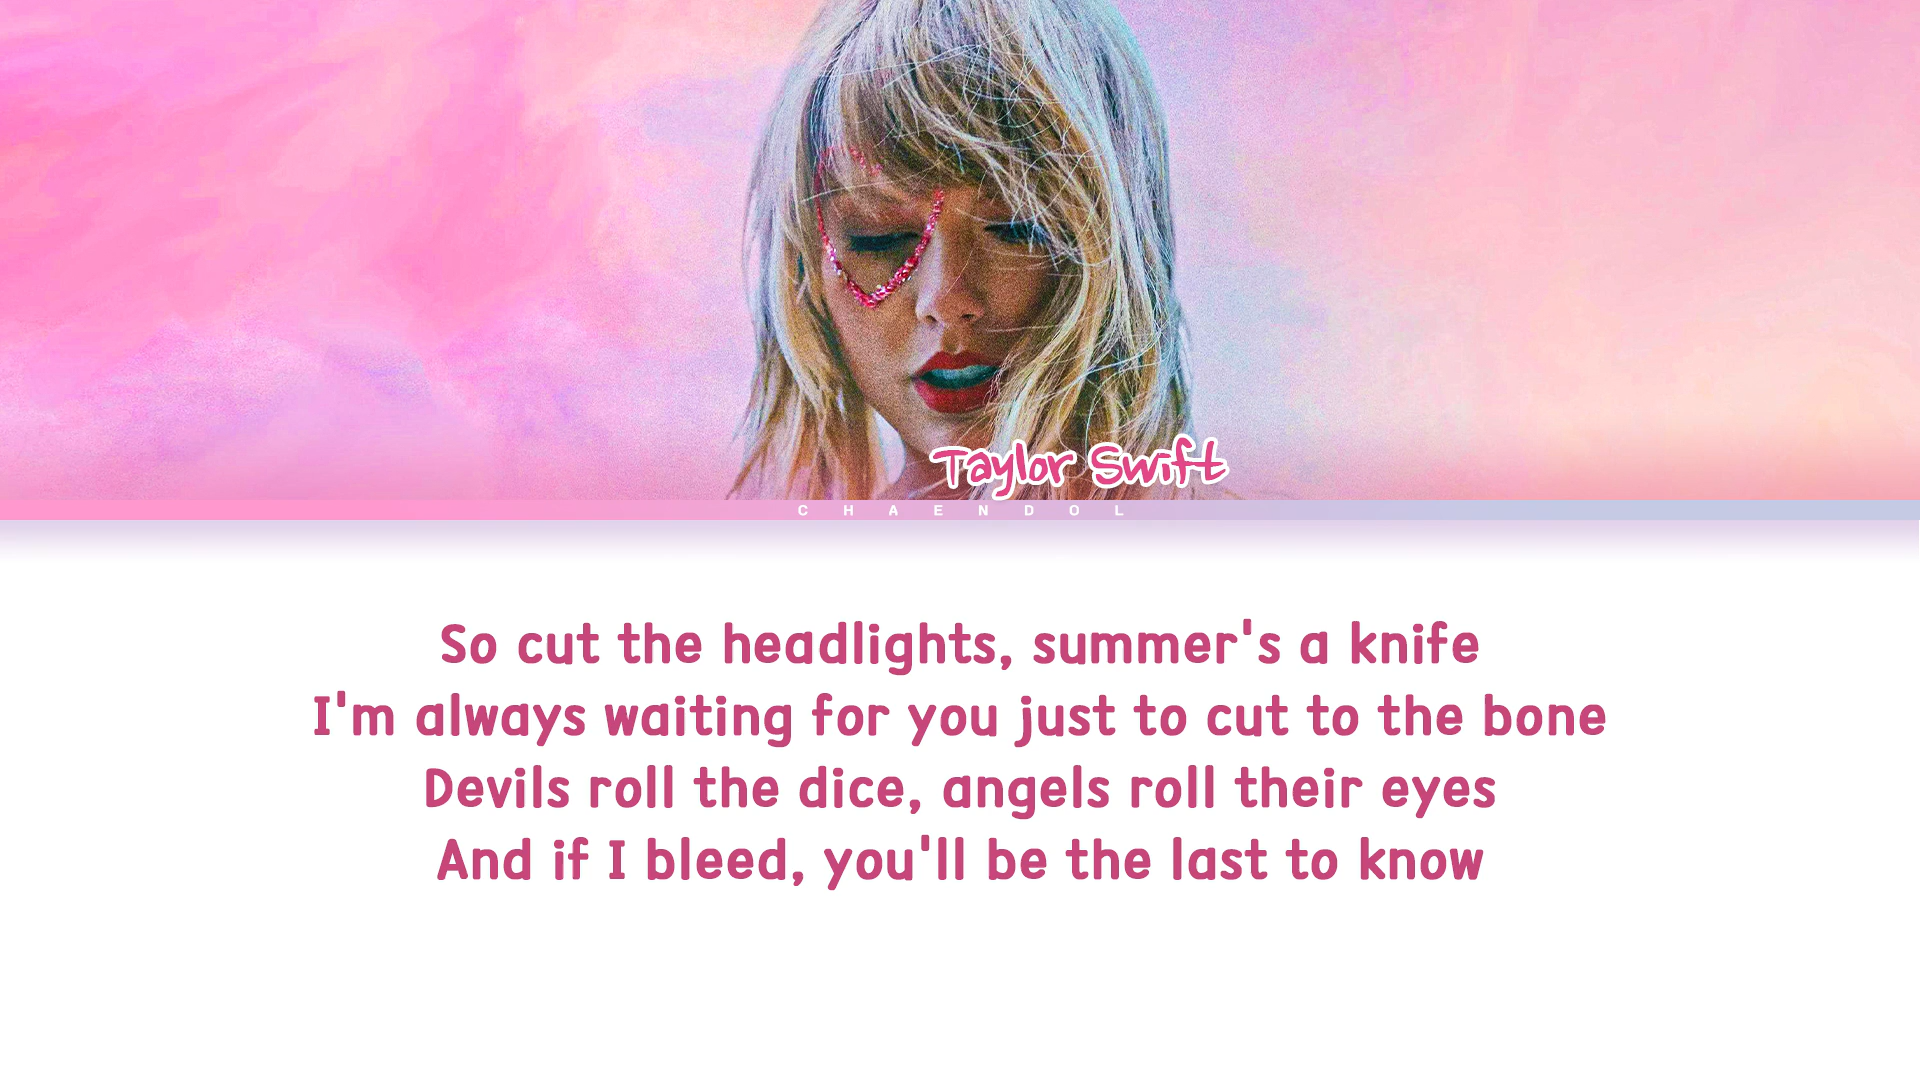 Taylor Swift
CHAENDOL
So cut the headlights, summer's a knife
I'm always waiting for you just to cut to the bone
Devils roll the dice, angels roll their eyes
And if I bleed, you'll be the last to know